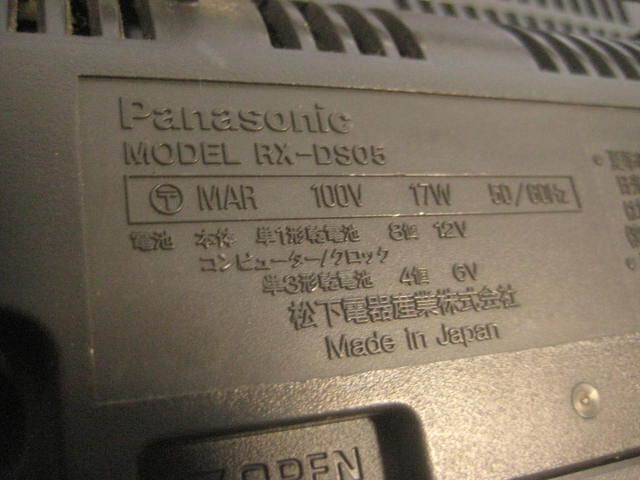 Panasonic
MODEL RX-DS05
〒 MAR 100V 17W 50/60Hz
電池 本体 単1形乾電池 8個 12V
コンピューター/クロック
単3形乾電池 4個 6V
松下電器産業株式会社
Made in Japan
OPEN